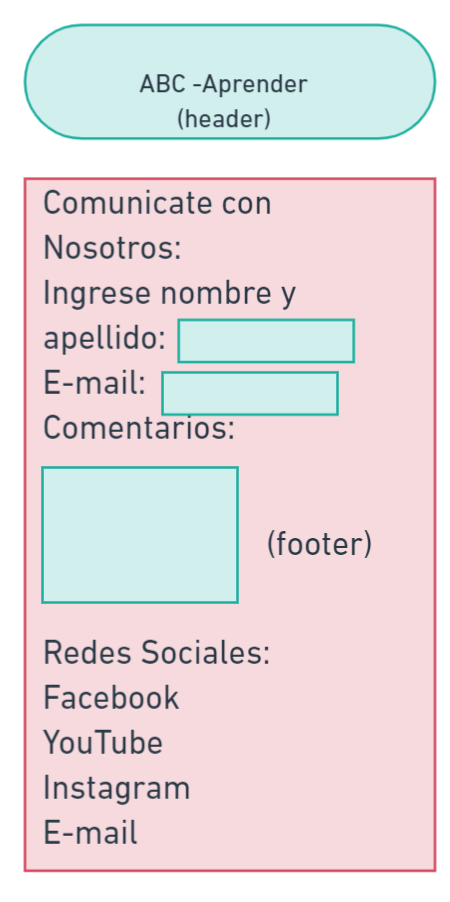 ABC -Aprender
(header)
Comunicate con
Nosotros:
Ingrese nombre y
apellido:
E-mail:
Comentarios:
(footer)
Redes Sociales:
Facebook
YouTube
Instagram
E-mail